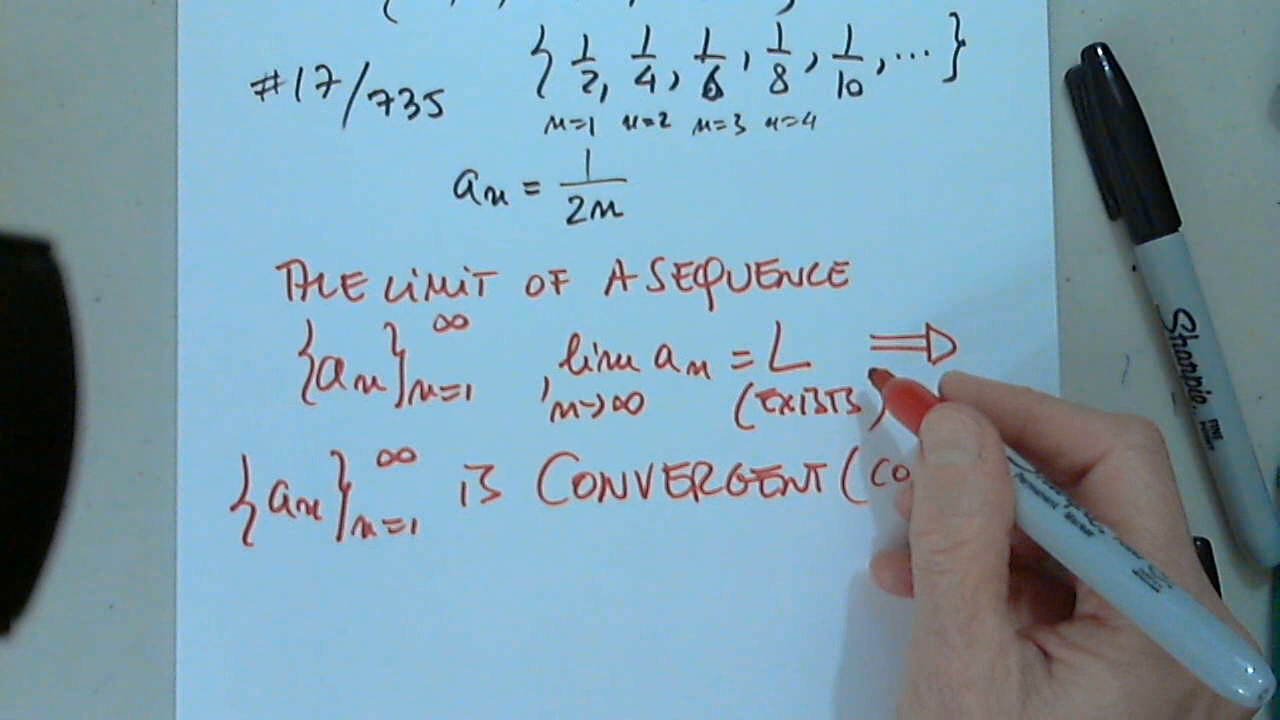 {1/2, 1/4, 1/6, 1/8, 1/10, ...}
#17/735
n=1 n=2 n=3 n=4
aₙ = 1/2n
THE LIMIT OF A SEQUENCE
{aₙ}ₙ₌₁^∞ , lim n→∞ aₙ = L ⇒
(EXISTS)
{aₙ}ₙ₌₁^∞ IS CONVERGENT (CO
Sharpie
FINE